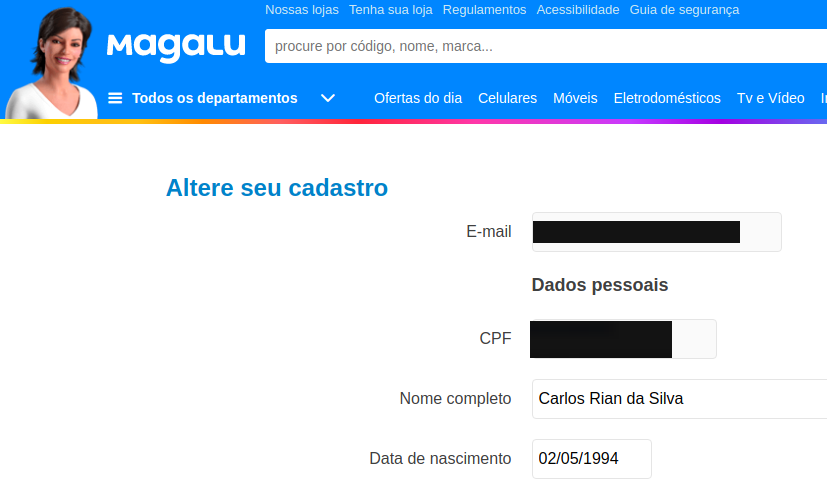 Nossas lojas Tenha sua loja Regulamentos Acessibilidade Guia de segurança
MAGALU
procure por código, nome, marca...
Todos os departamentos Ofertas do dia Celulares Móveis Eletrodomésticos Tv e Vídeo
Altere seu cadastro
E-mail
Dados pessoais
CPF
Nome completo Carlos Rian da Silva
Data de nascimento 02/05/1994